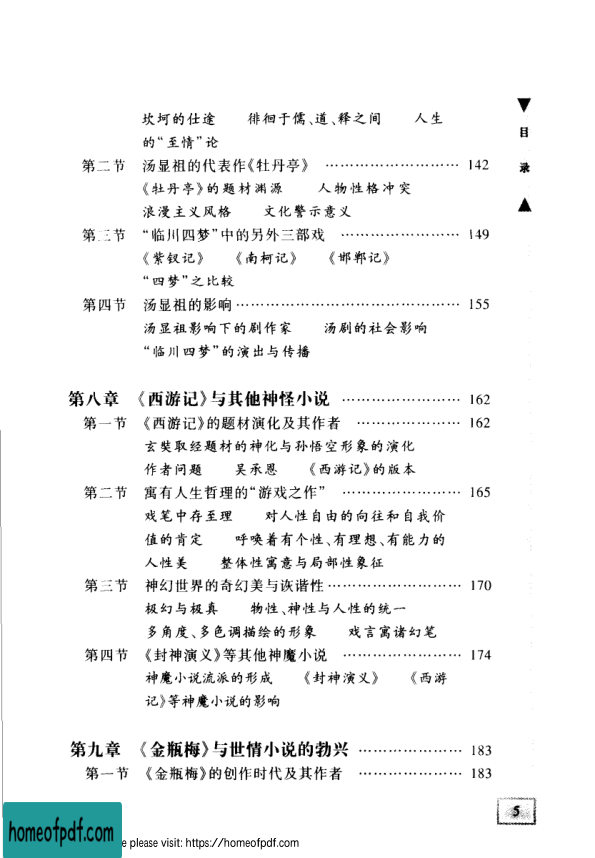 坎坷的仕途 徘徊于儒、道、释之间 人生
的“至情”论
第二节 汤显祖的代表作《牡丹亭》 ………………………… 142
《牡丹亭》的题材渊源 人物性格冲突
浪漫主义风格 文化警示意义
第三节 “临川四梦”中的另外三部戏 ……………………… 149
《紫钗记》 《南柯记》 《邯郸记》
“四梦”之比较
第四节 汤显祖的影响………………………………………… 155
汤显祖影响下的剧作家 汤剧的社会影响
“临川四梦”的演出与传播
第八章 《西游记》与其他神怪小说 ……………………… 162
第一节 《西游记》的题材演化及其作者 …………………… 162
玄奘取经题材的神化与孙悟空形象的演化
作者问题 吴承恩 《西游记》的版本
第二节 寓有人生哲理的“游戏之作” ……………………… 165
戏笔中存至理 对人性自由的向往和自我价
值的肯定 呼唤着有个性、有理想、有能力的
人性美 整体性寓意与局部性象征
第三节 神幻世界的奇幻美与诙谐性………………………… 170
极幻与极真 物性、神性与人性的统一
多角度、多色调描绘的形象 戏言寓诸幻笔
第四节 《封神演义》等其他神魔小说 ……………………… 174
神魔小说流派的形成 《封神演义》 《西游
记》等神魔小说的影响
第九章 《金瓶梅》与世情小说的勃兴 …………………… 183
第一节 《金瓶梅》的创作时代及其作者 …………………… 183
▼
目
录
▲
5
homeofpdf.com
e please visit: https://homeofpdf.com